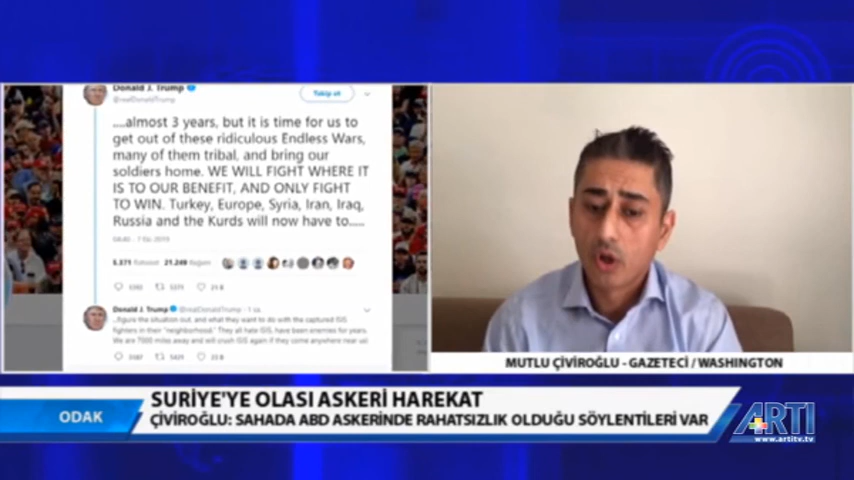 Donald J. Trump
@realDonaldTrump
Takip et
....almost 3 years, but it is time for us to
get out of these ridiculous Endless Wars,
many of them tribal, and bring our
soldiers home. WE WILL FIGHT WHERE IT
IS TO OUR BENEFIT, AND ONLY FIGHT
TO WIN. Turkey, Europe, Syria, Iran, Iraq,
Russia and the Kurds will now have to.....
5.371 21.249
Donald J. Trump @realDonaldTrump
...figure the situation out, and what they want to do with the captured ISIS
fighters in their "neighborhood." They all hate ISIS, have been enemies for years.
We are 7000 miles away and will crush ISIS again if they come anywhere near us!
MUTLU ÇİVİROĞLU - GAZETECİ / WASHINGTON
ODAK
SURİYE'YE OLASI ASKERİ HAREKAT
ÇİVİROĞLU: SAHADA ABD ASKERİNDE RAHATSIZLIK OLDUĞU SÖYLENTİLERİ VAR
ARTI
www.artitv.tv